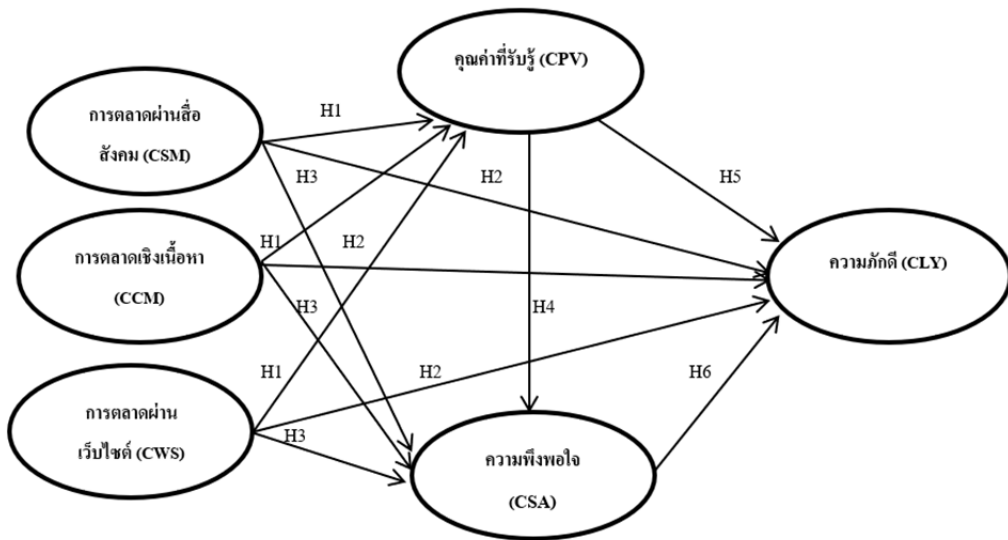 คุณค่าที่รับรู้ (CPV)
การตลาดผ่านสื่อ
สังคม (CSM)
H1
H3
H2
H5
การตลาดเชิงเนื้อหา
(CCM)
H1
H2
ความภักดี (CLY)
H3
H4
H1
H2
H6
การตลาดผ่าน
เว็บไซต์ (CWS)
H3
ความพึงพอใจ
(CSA)